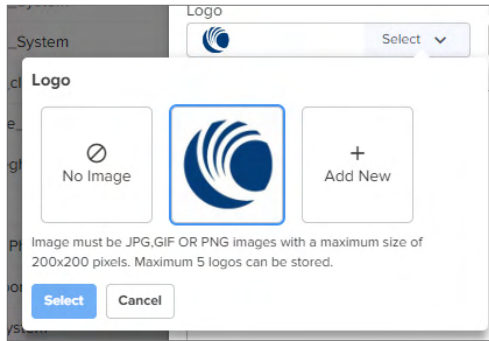 Logo
_System
Select
Logo
No Image
Add New
Image must be JPG,GIF OR PNG images with a maximum size of
200x200 pixels. Maximum 5 logos can be stored.
Select
Cancel